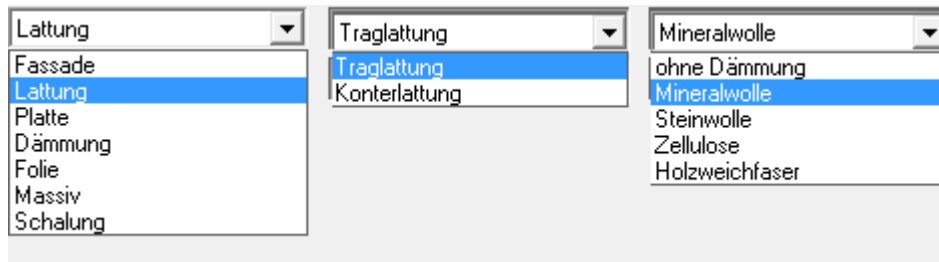 Lattung
Fassade
Lattung
Platte
Dämmung
Folie
Massiv
Schalung
Traglattung
Traglattung
Konterlattung
Mineralwolle
ohne Dämmung
Mineralwolle
Steinwolle
Zellulose
Holzweichfaser